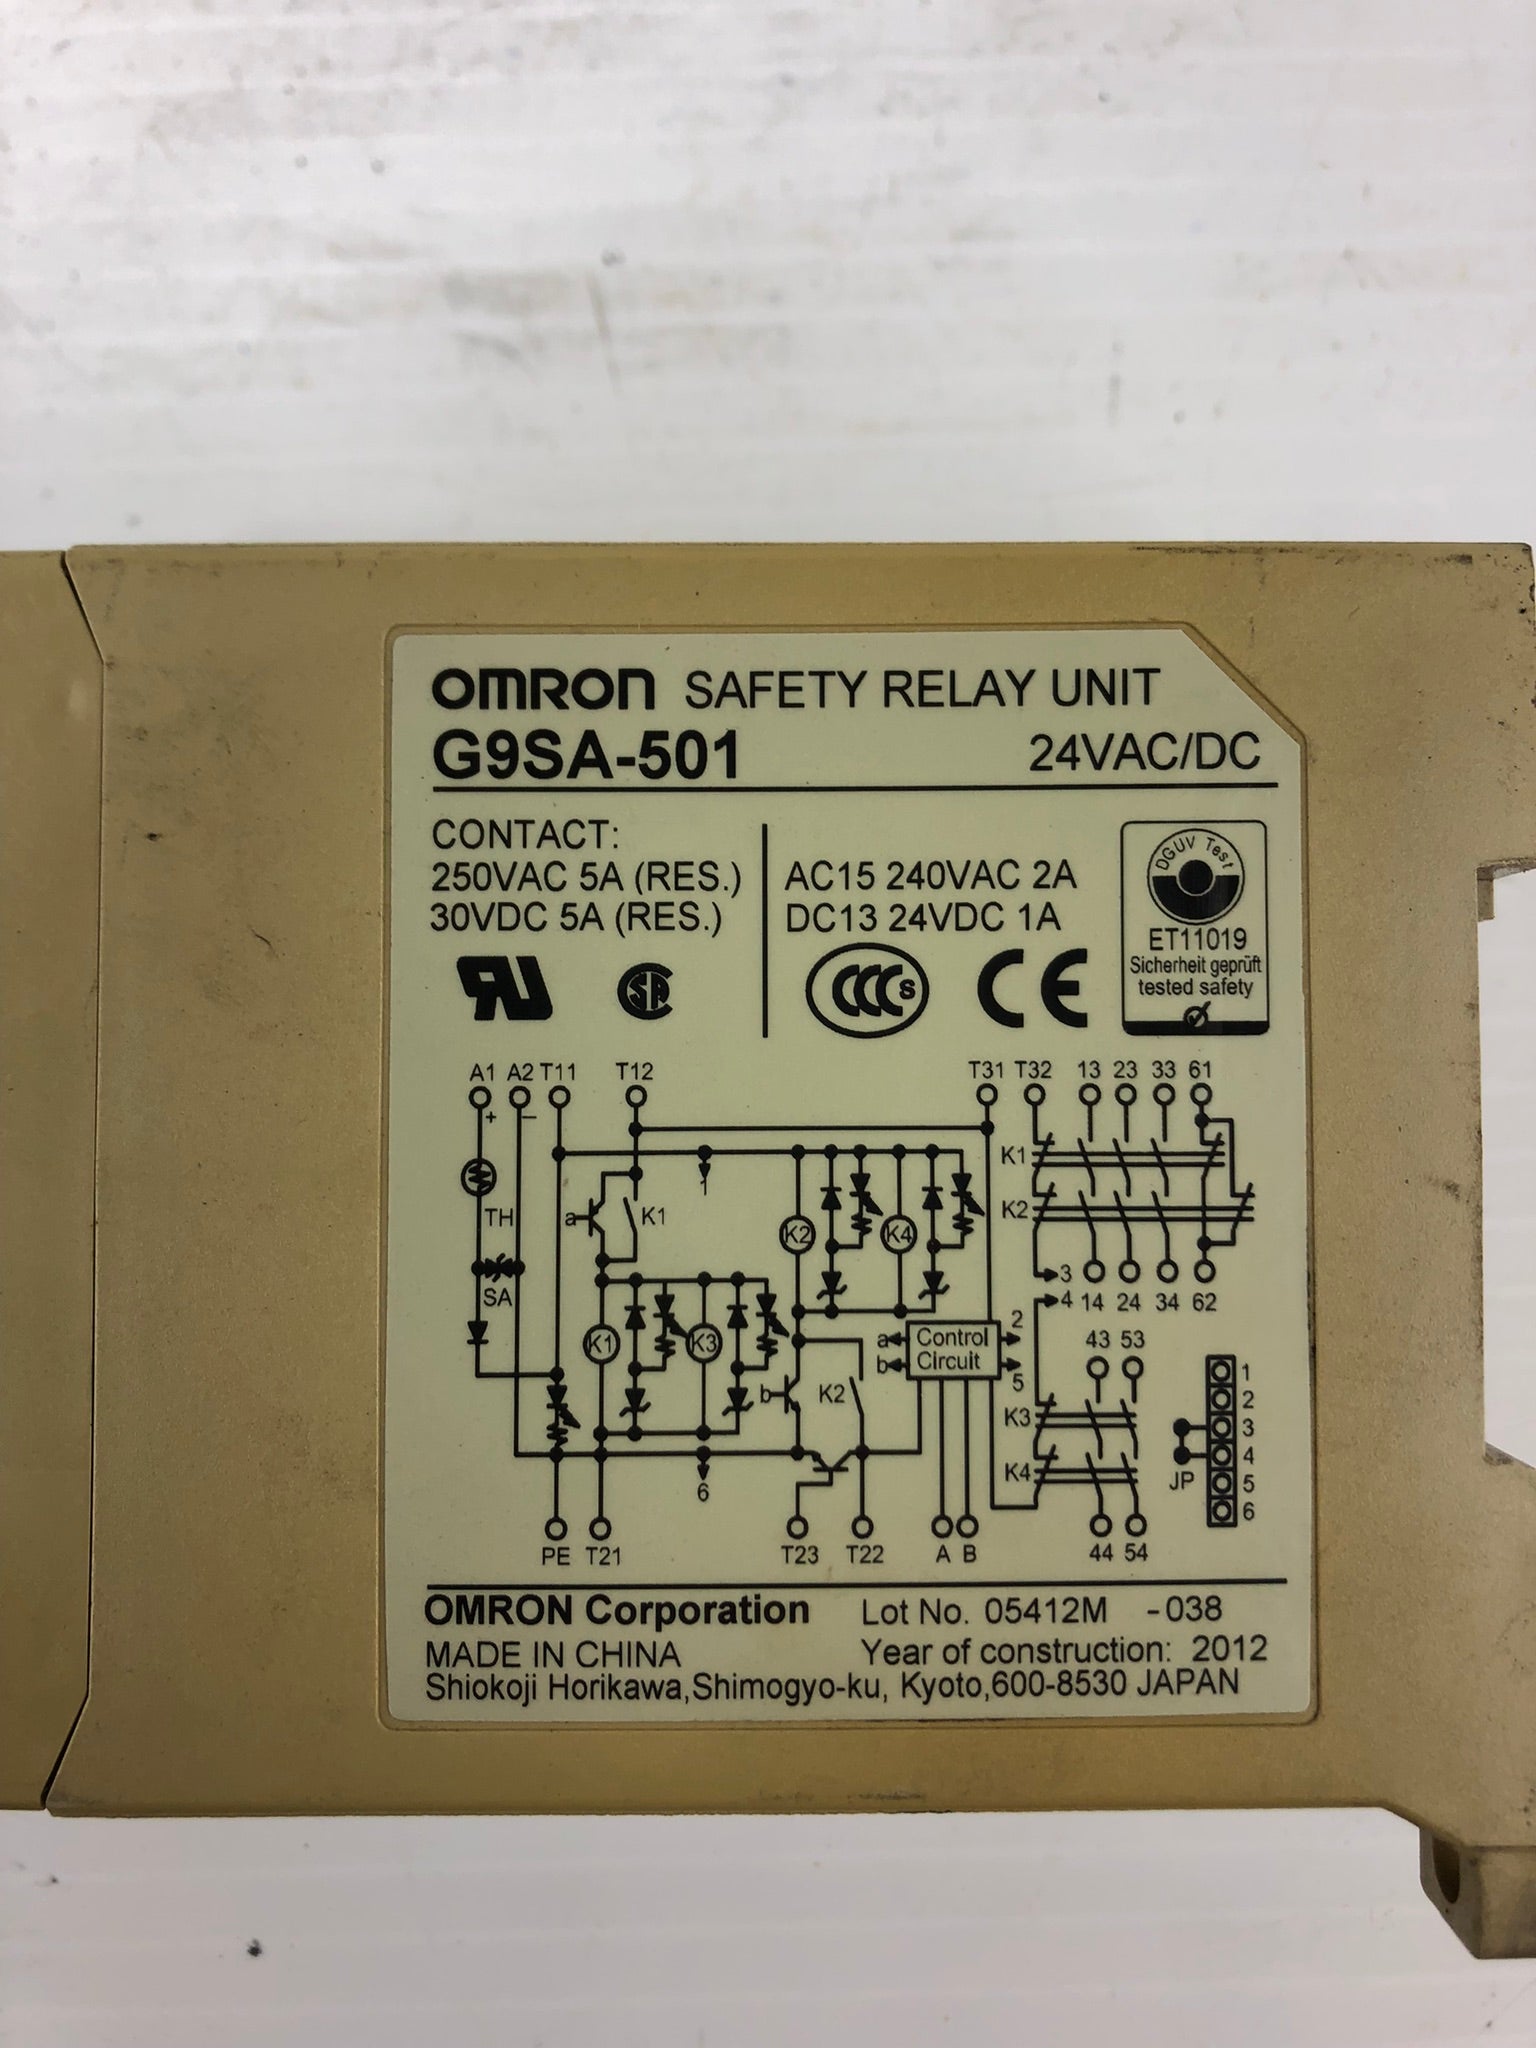 OMRON SAFETY RELAY UNIT
G9SA-501 24VAC/DC
CONTACT:
250VAC 5A (RES.)
30VDC 5A (RES.)
AC15 240VAC 2A
DC13 24VDC 1A
DGUV Test
ET11019
Sicherheit geprüft
tested safety
RU
SA
CCC S
CE
A1 A2 T11 T12 T31 T32 13 23 33 61
+ −
K1
K2
TH
a K1
K2 K4
SA
3
4 14 24 34 62
K1 K3
a Control 2
b Circuit 5
43 53
b K2
K3
K4
1
2
3
4
5
6
JP
1
6
PE T21 T23 T22 A B 44 54
OMRON Corporation Lot No. 05412M -038
MADE IN CHINA Year of construction: 2012
Shiokoji Horikawa,Shimogyo-ku, Kyoto,600-8530 JAPAN